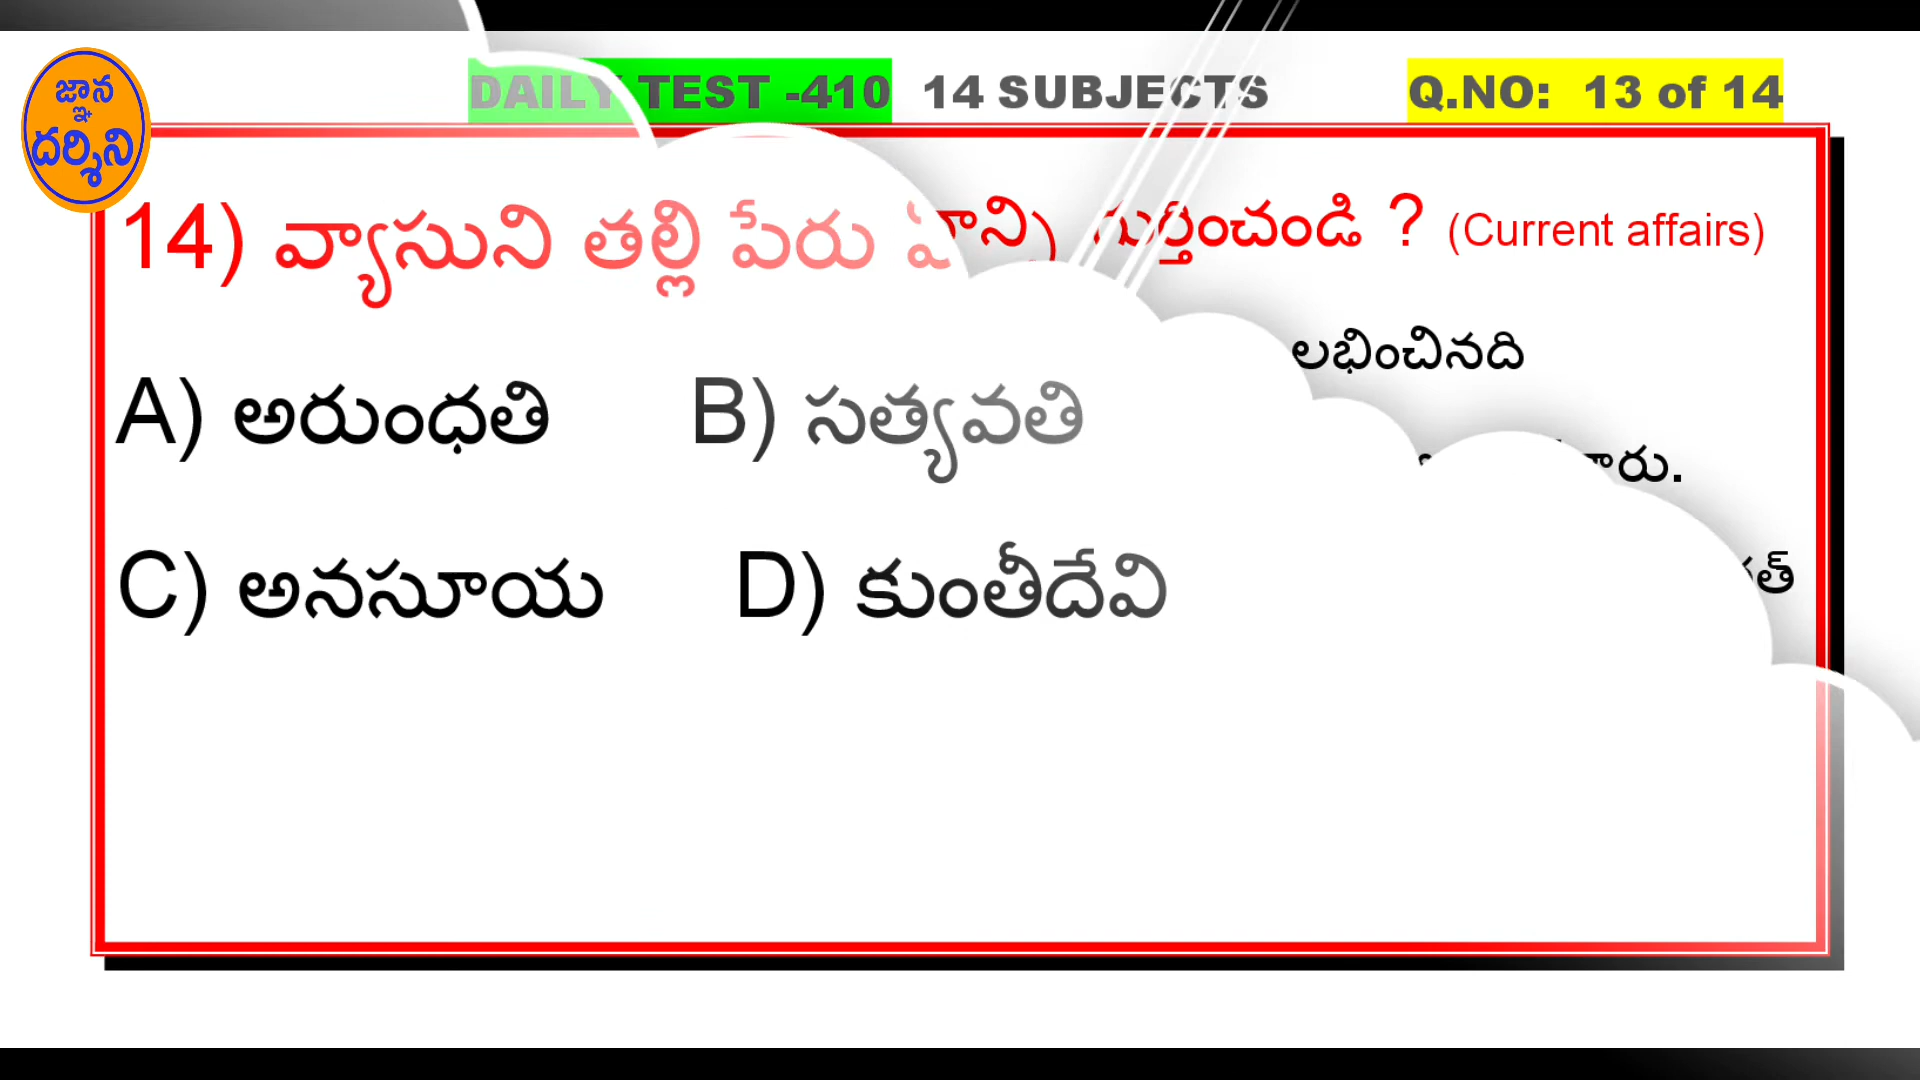 జ్ఞాన
దర్శిని
DAILY TEST -410 14 SUBJECTS Q.NO: 13 of 14
14) వ్యాసుని తల్లి పేరు ? (Current affairs)
లభించినది
A) అరుంధతి B) సత్యవతి
C) అనసూయ D) కుంతీదేవి